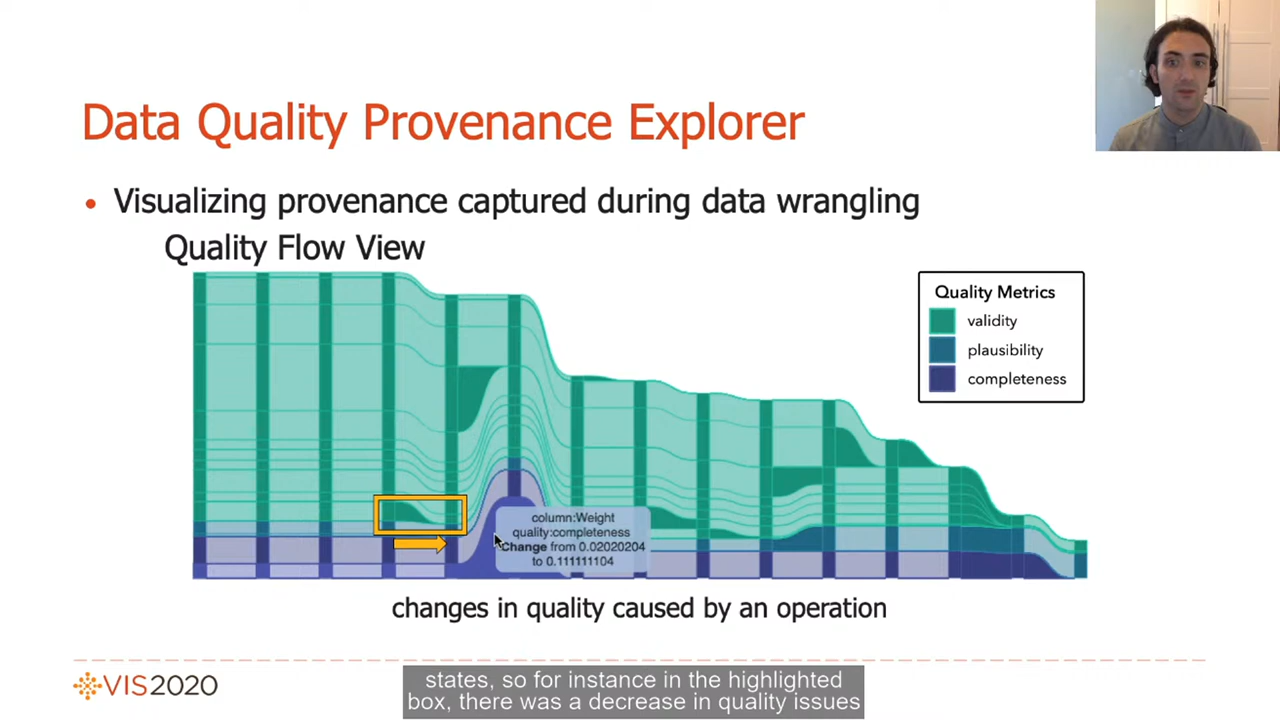 Data Quality Provenance Explorer
• Visualizing provenance captured during data wrangling
Quality Flow View
Quality Metrics
validity
plausibility
completeness
column:Weight
quality:completeness
Change from 0.02020204
to 0.111111104
changes in quality caused by an operation
VIS2020
states, so for instance in the highlighted
box, there was a decrease in quality issues